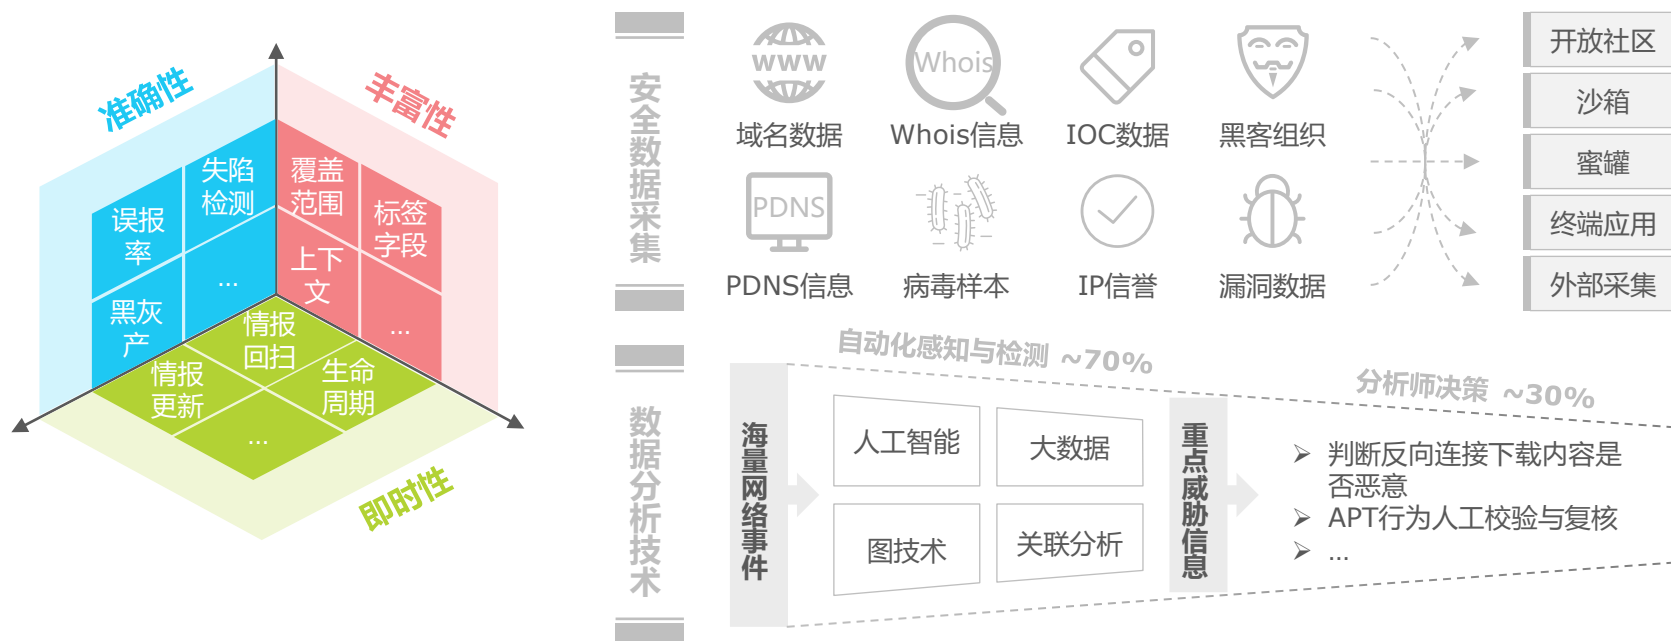 准确性
丰富性
失陷
检测
误报
率
黑灰
产
...
覆盖
范围
标签
字段
上下
文
...
情报
回扫
情报
更新
生命
周期
...
即时性
安全数据采集
WWW
Whois
域名数据
Whois信息
IOC数据
黑客组织
PDNS
PDNS信息
病毒样本
IP信誉
漏洞数据
开放社区
沙箱
蜜罐
终端应用
外部采集
数据分析技术
自动化感知与检测 ~70%
分析师决策 ~30%
海量网络事件
人工智能
大数据
图技术
关联分析
重点威胁信息
➢ 判断反向连接下载内容是
否恶意
➢ APT行为人工校验与复核
➢ ...